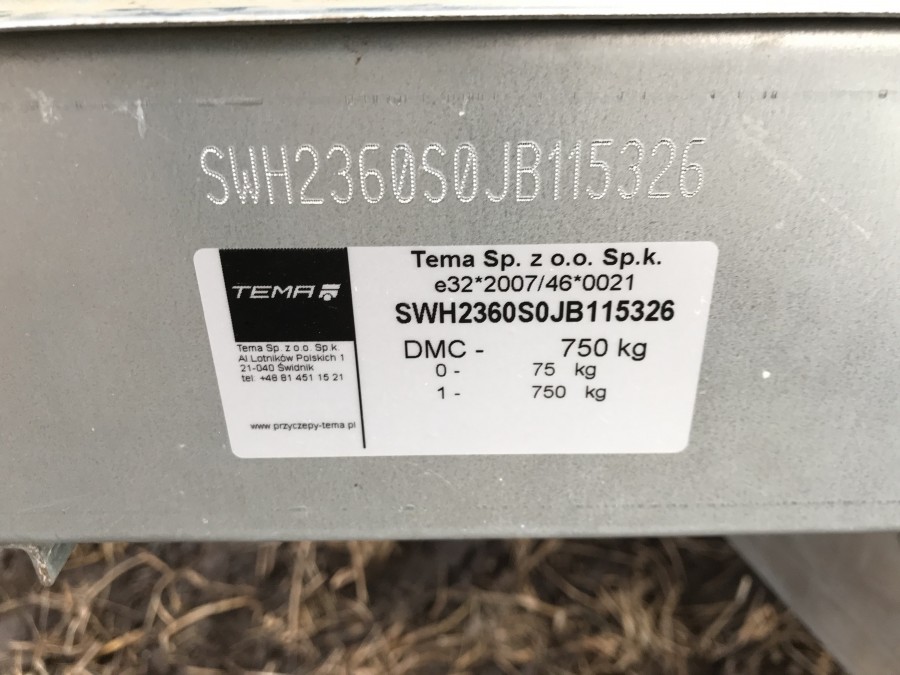 SWH2360S0JB115326
TEMA
Tema Sp. z o.o. Sp.k.
Al.Lotników Polskich 1
21-040 Świdnik
tel: +48 81 451 15 21
www.przyczepy-tema.pl
Tema Sp. z o.o. Sp.k.
e32*2007/46*0021
SWH2360S0JB115326
DMC - 750 kg
0 - 75 kg
1 - 750 kg